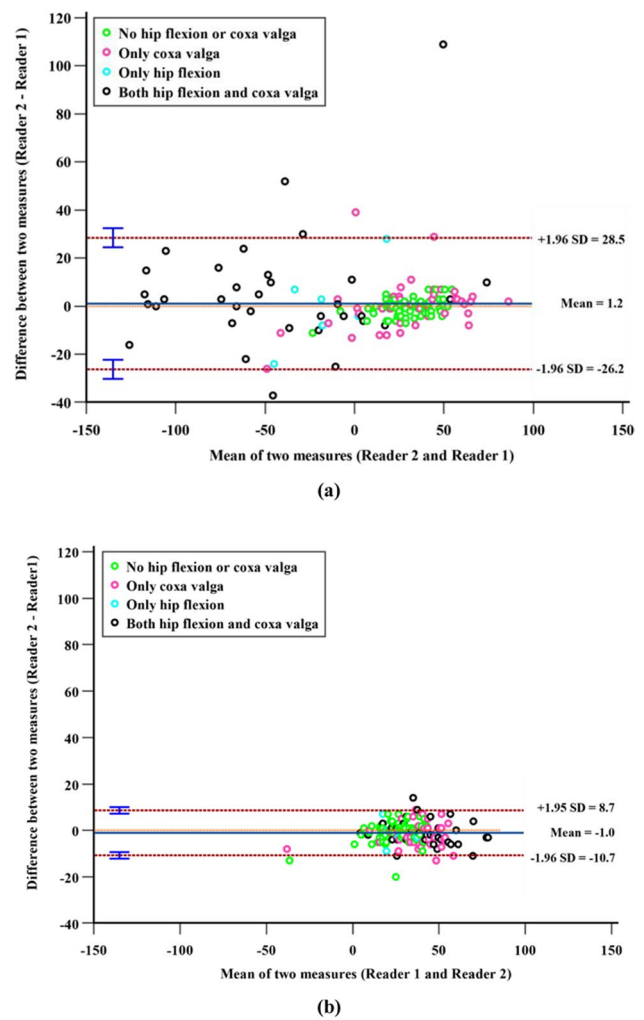 120
100
80
60
40
20
0
-20
-40
Difference between two measures (Reader 2 - Reader 1)
No hip flexion or coxa valga
Only coxa valga
Only hip flexion
Both hip flexion and coxa valga
+1.96 SD = 28.5
Mean = 1.2
-1.96 SD = -26.2
-150 -100 -50 0 50 100 150
Mean of two measures (Reader 2 and Reader 1)
(a)
120
100
80
60
40
20
0
-20
-40
Difference between two measures (Reader 2 - Reader1)
No hip flexion or coxa valga
Only coxa valga
Only hip flexion
Both hip flexion and coxa valga
+1.95 SD = 8.7
Mean = -1.0
-1.96 SD = -10.7
-150 -100 -50 0 50 100 150
Mean of two measures (Reader 1 and Reader 2)
(b)